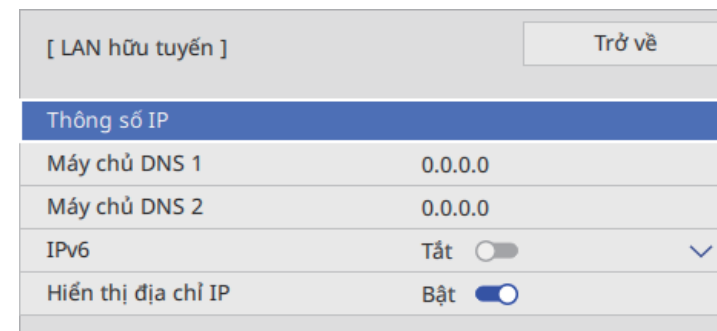 [ LAN hữu tuyến ]
Trở về
Thông số IP
Máy chủ DNS 1 0.0.0.0
Máy chủ DNS 2 0.0.0.0
IPv6 Tắt
Hiển thị địa chỉ IP Bật